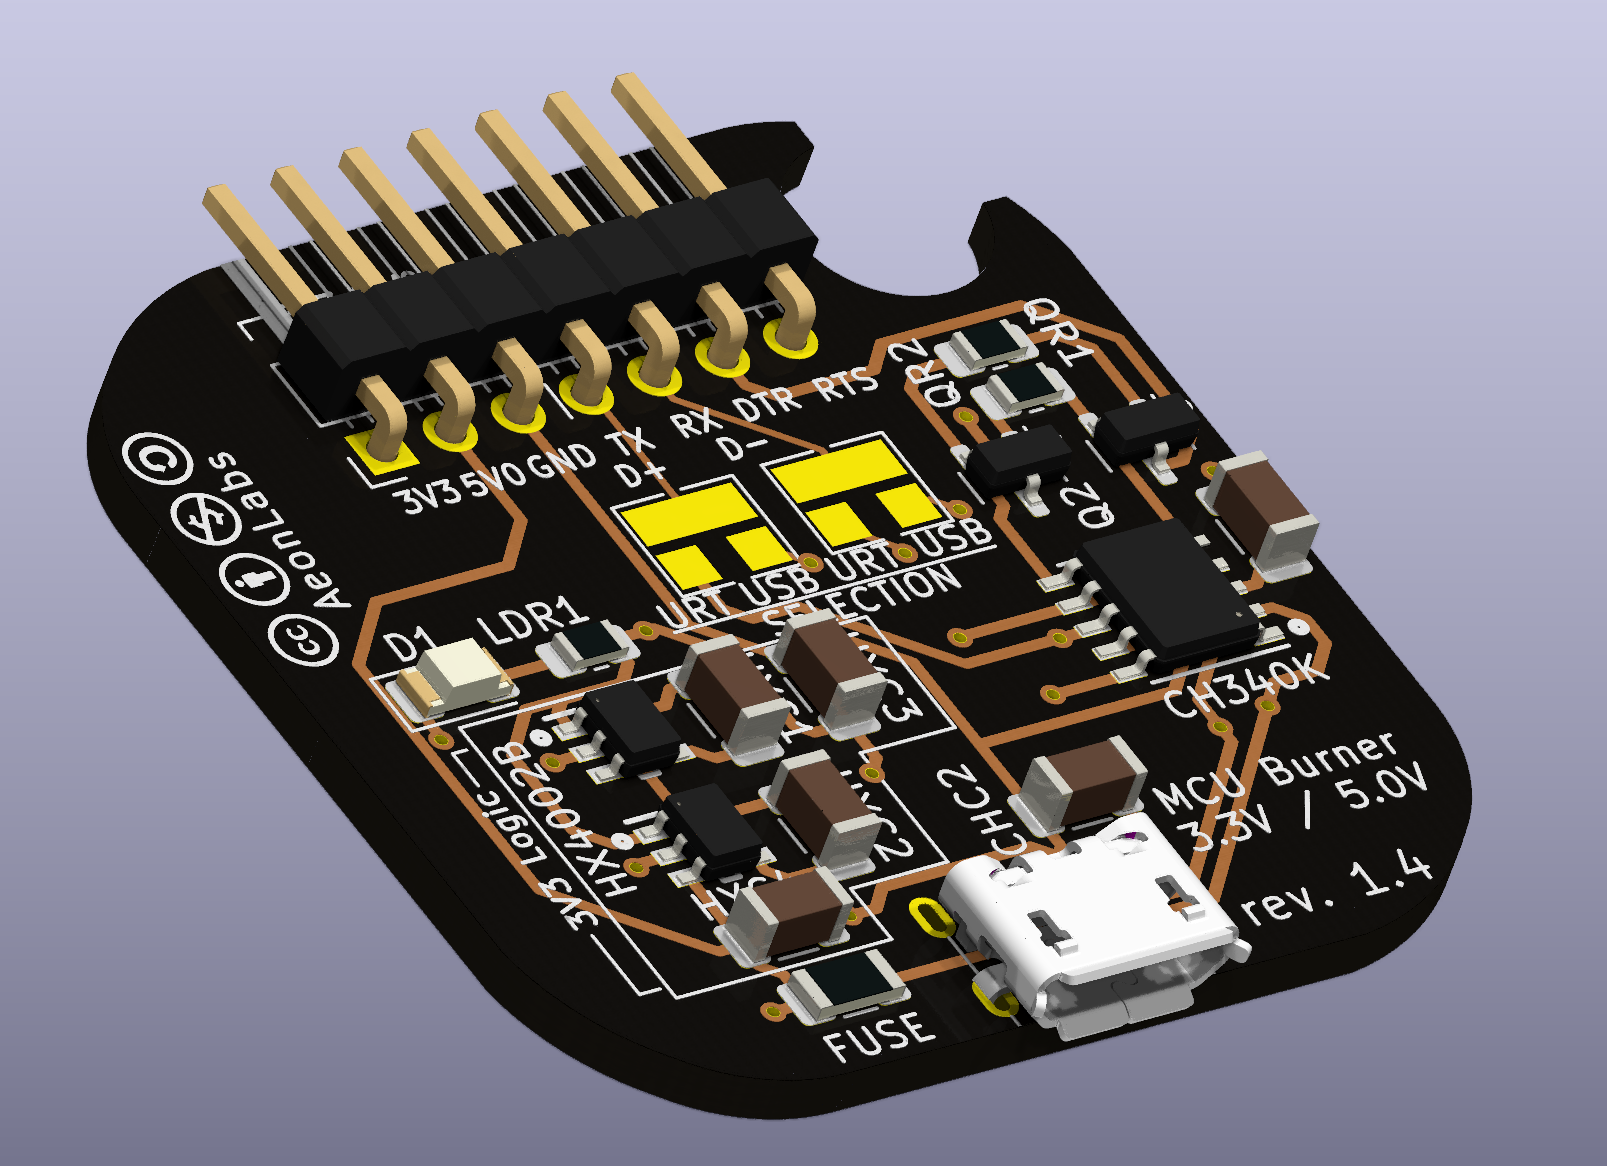 3V3 5V0 GND TX RX DTR RTS
D+ D-
URT USB URT USB
SELECTION
QR1
QR2
Q2
CH340K
D1 LDR1
HX4002B
3V3 Logic
CHC2
FUSE
MCU Burner
3.3V / 5.0V
rev. 1.4
AeonLabs
cc